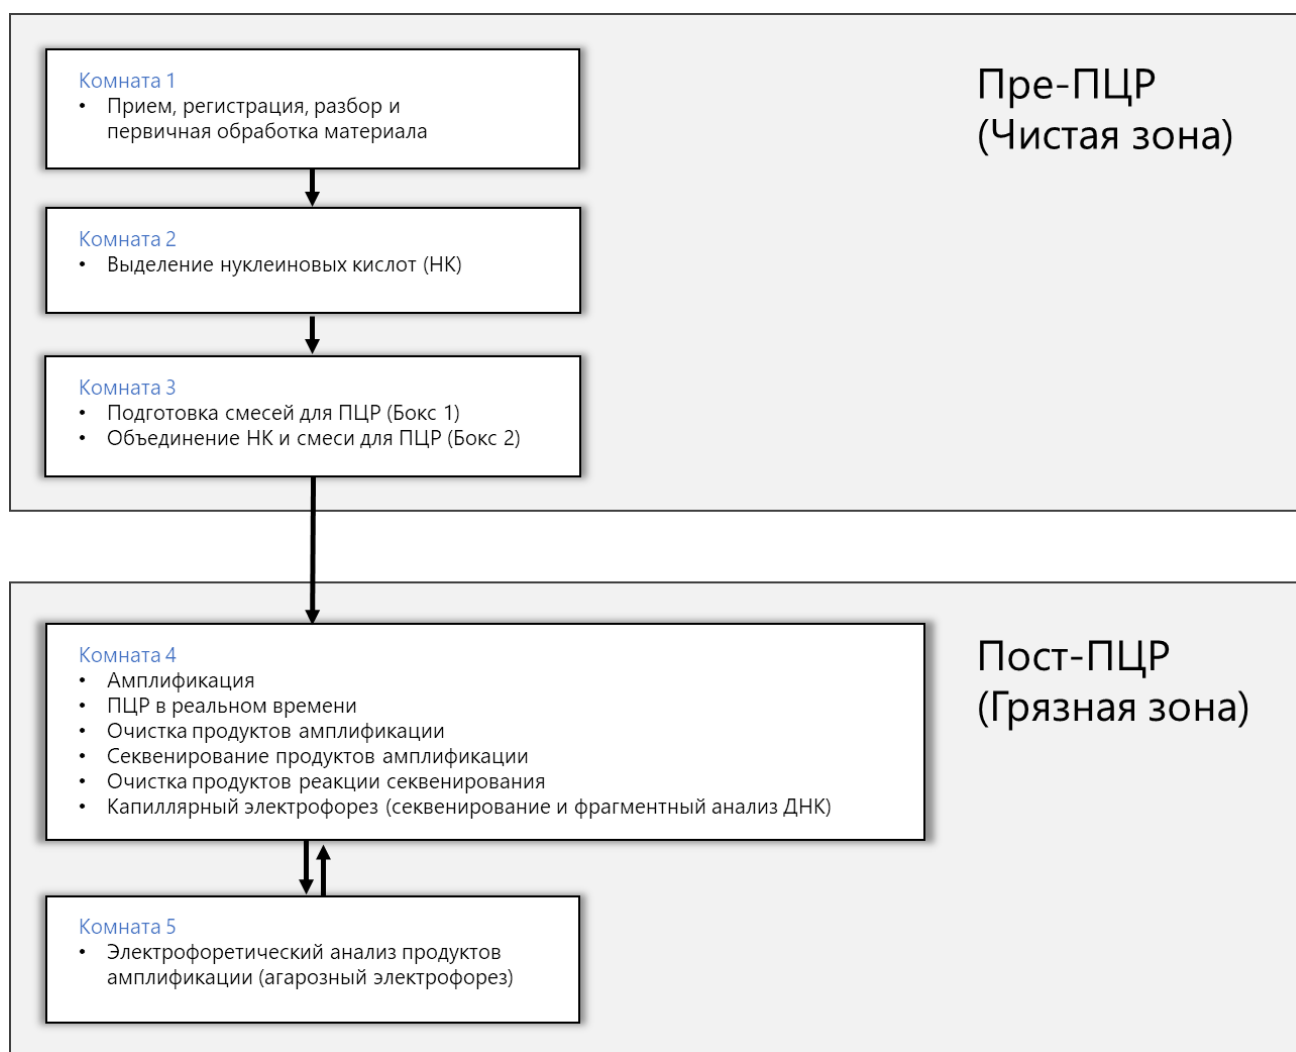 Комната 1
• Прием, регистрация, разбор и
первичная обработка материала
Пре-ПЦР
(Чистая зона)
Комната 2
• Выделение нуклеиновых кислот (НК)
Комната 3
• Подготовка смесей для ПЦР (Бокс 1)
• Объединение НК и смеси для ПЦР (Бокс 2)
Комната 4
• Амплификация
• ПЦР в реальном времени
• Очистка продуктов амплификации
• Секвенирование продуктов амплификации
• Очистка продуктов реакции секвенирования
• Капиллярный электрофорез (секвенирование и фрагментный анализ ДНК)
Пост-ПЦР
(Грязная зона)
Комната 5
• Электрофоретический анализ продуктов
амплификации (агарозный электрофорез)